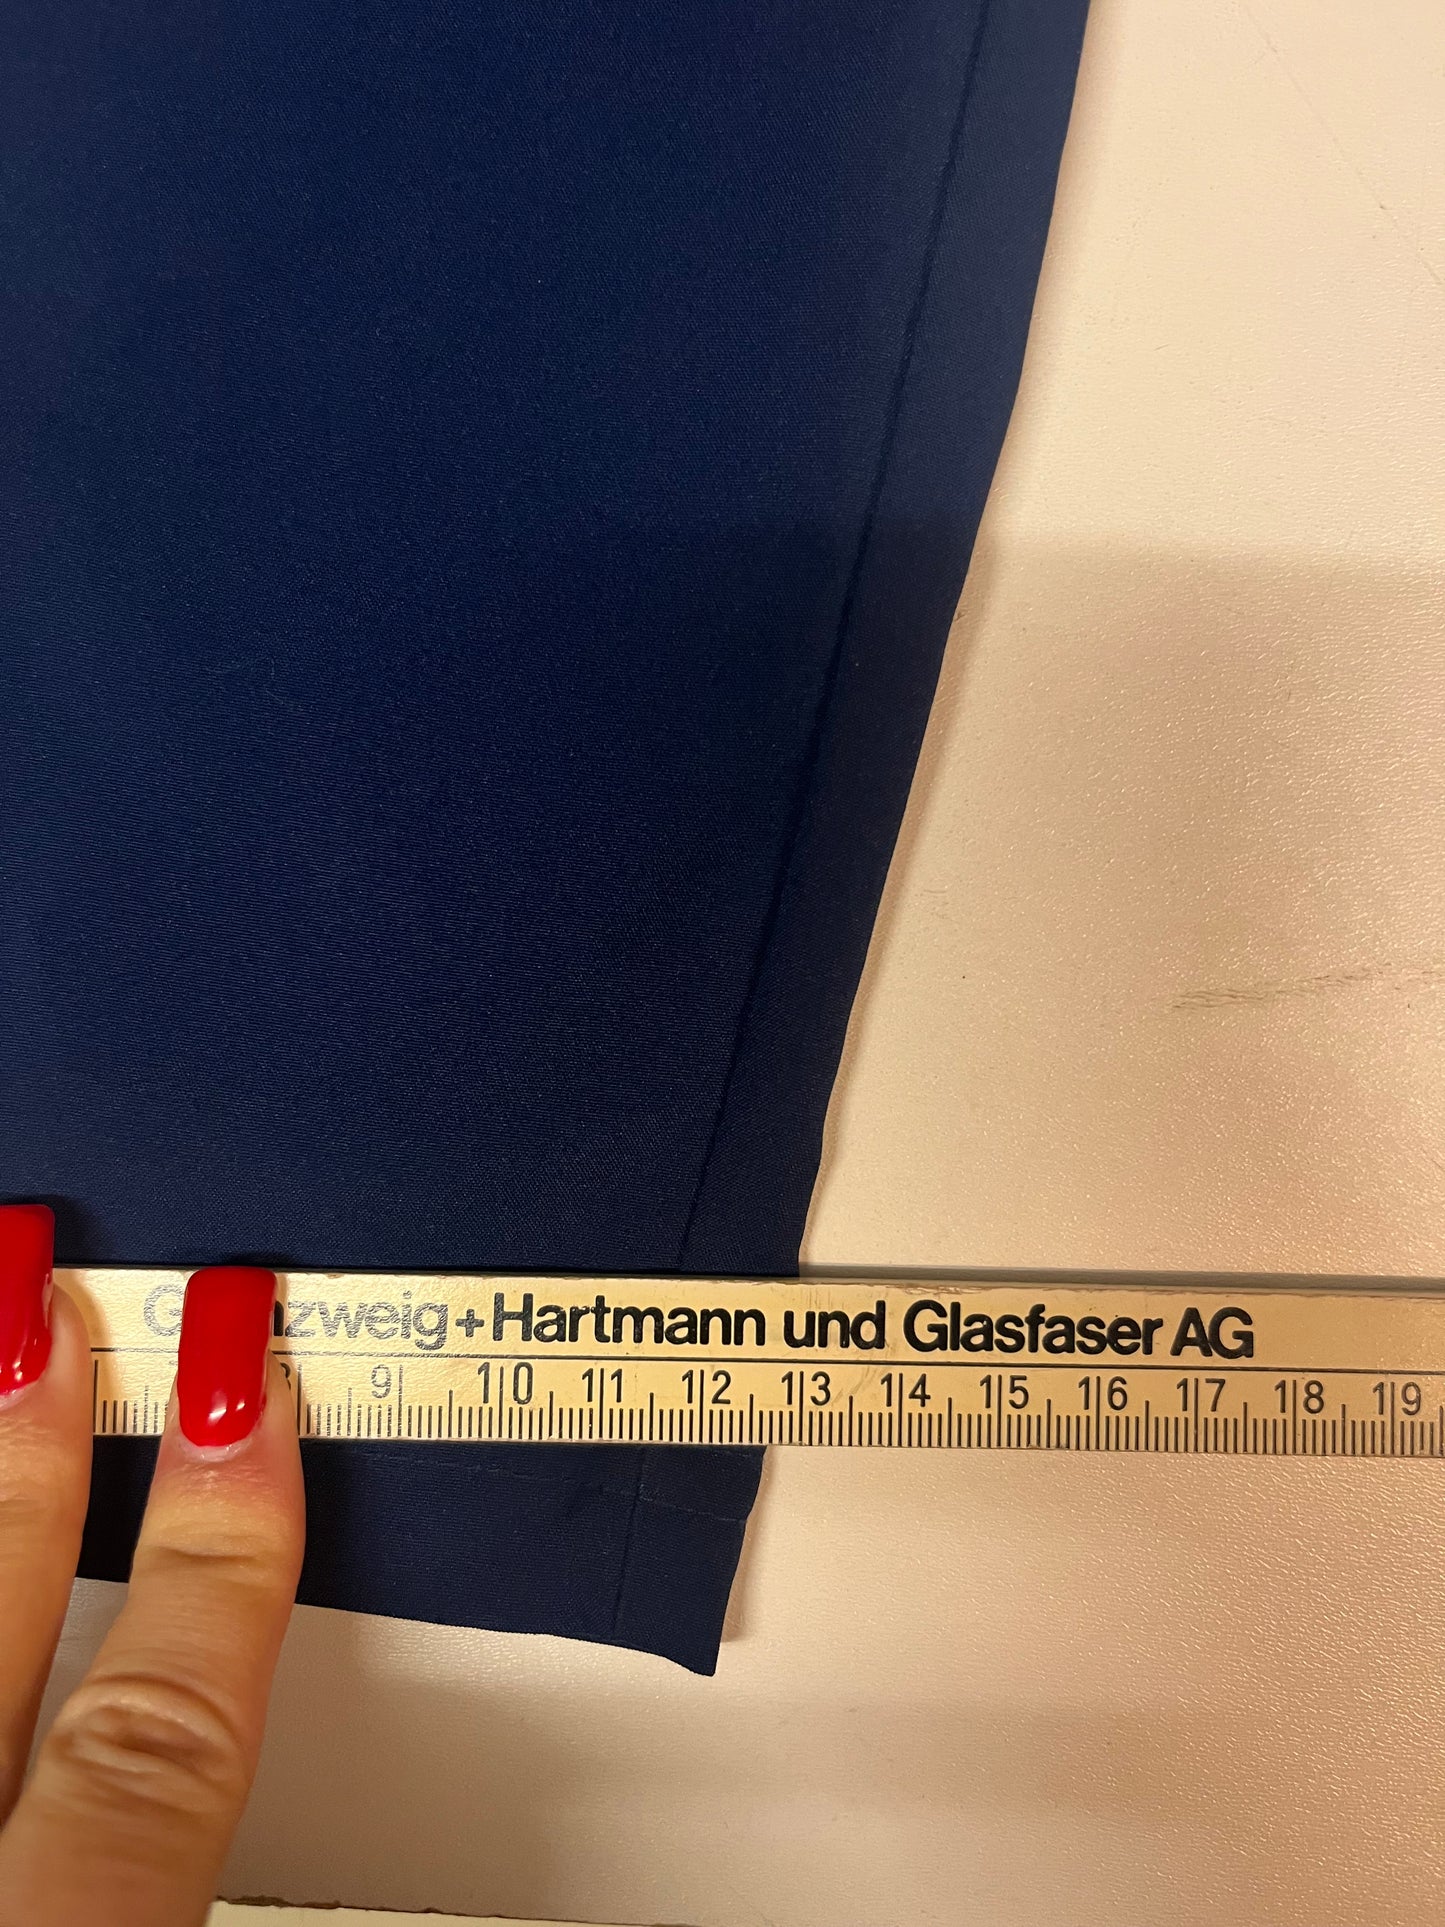 +Hartmann und Glasfaser AG
9 10 11 12 13 14 15 16 17 18 19